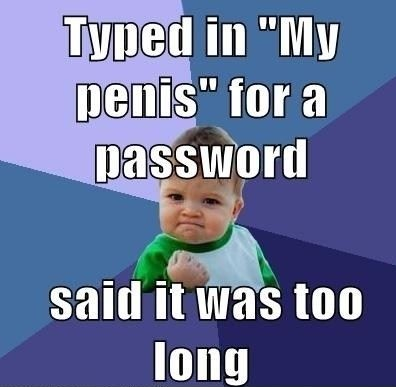 Typed in "My
penis" for a
password
said it was too
long